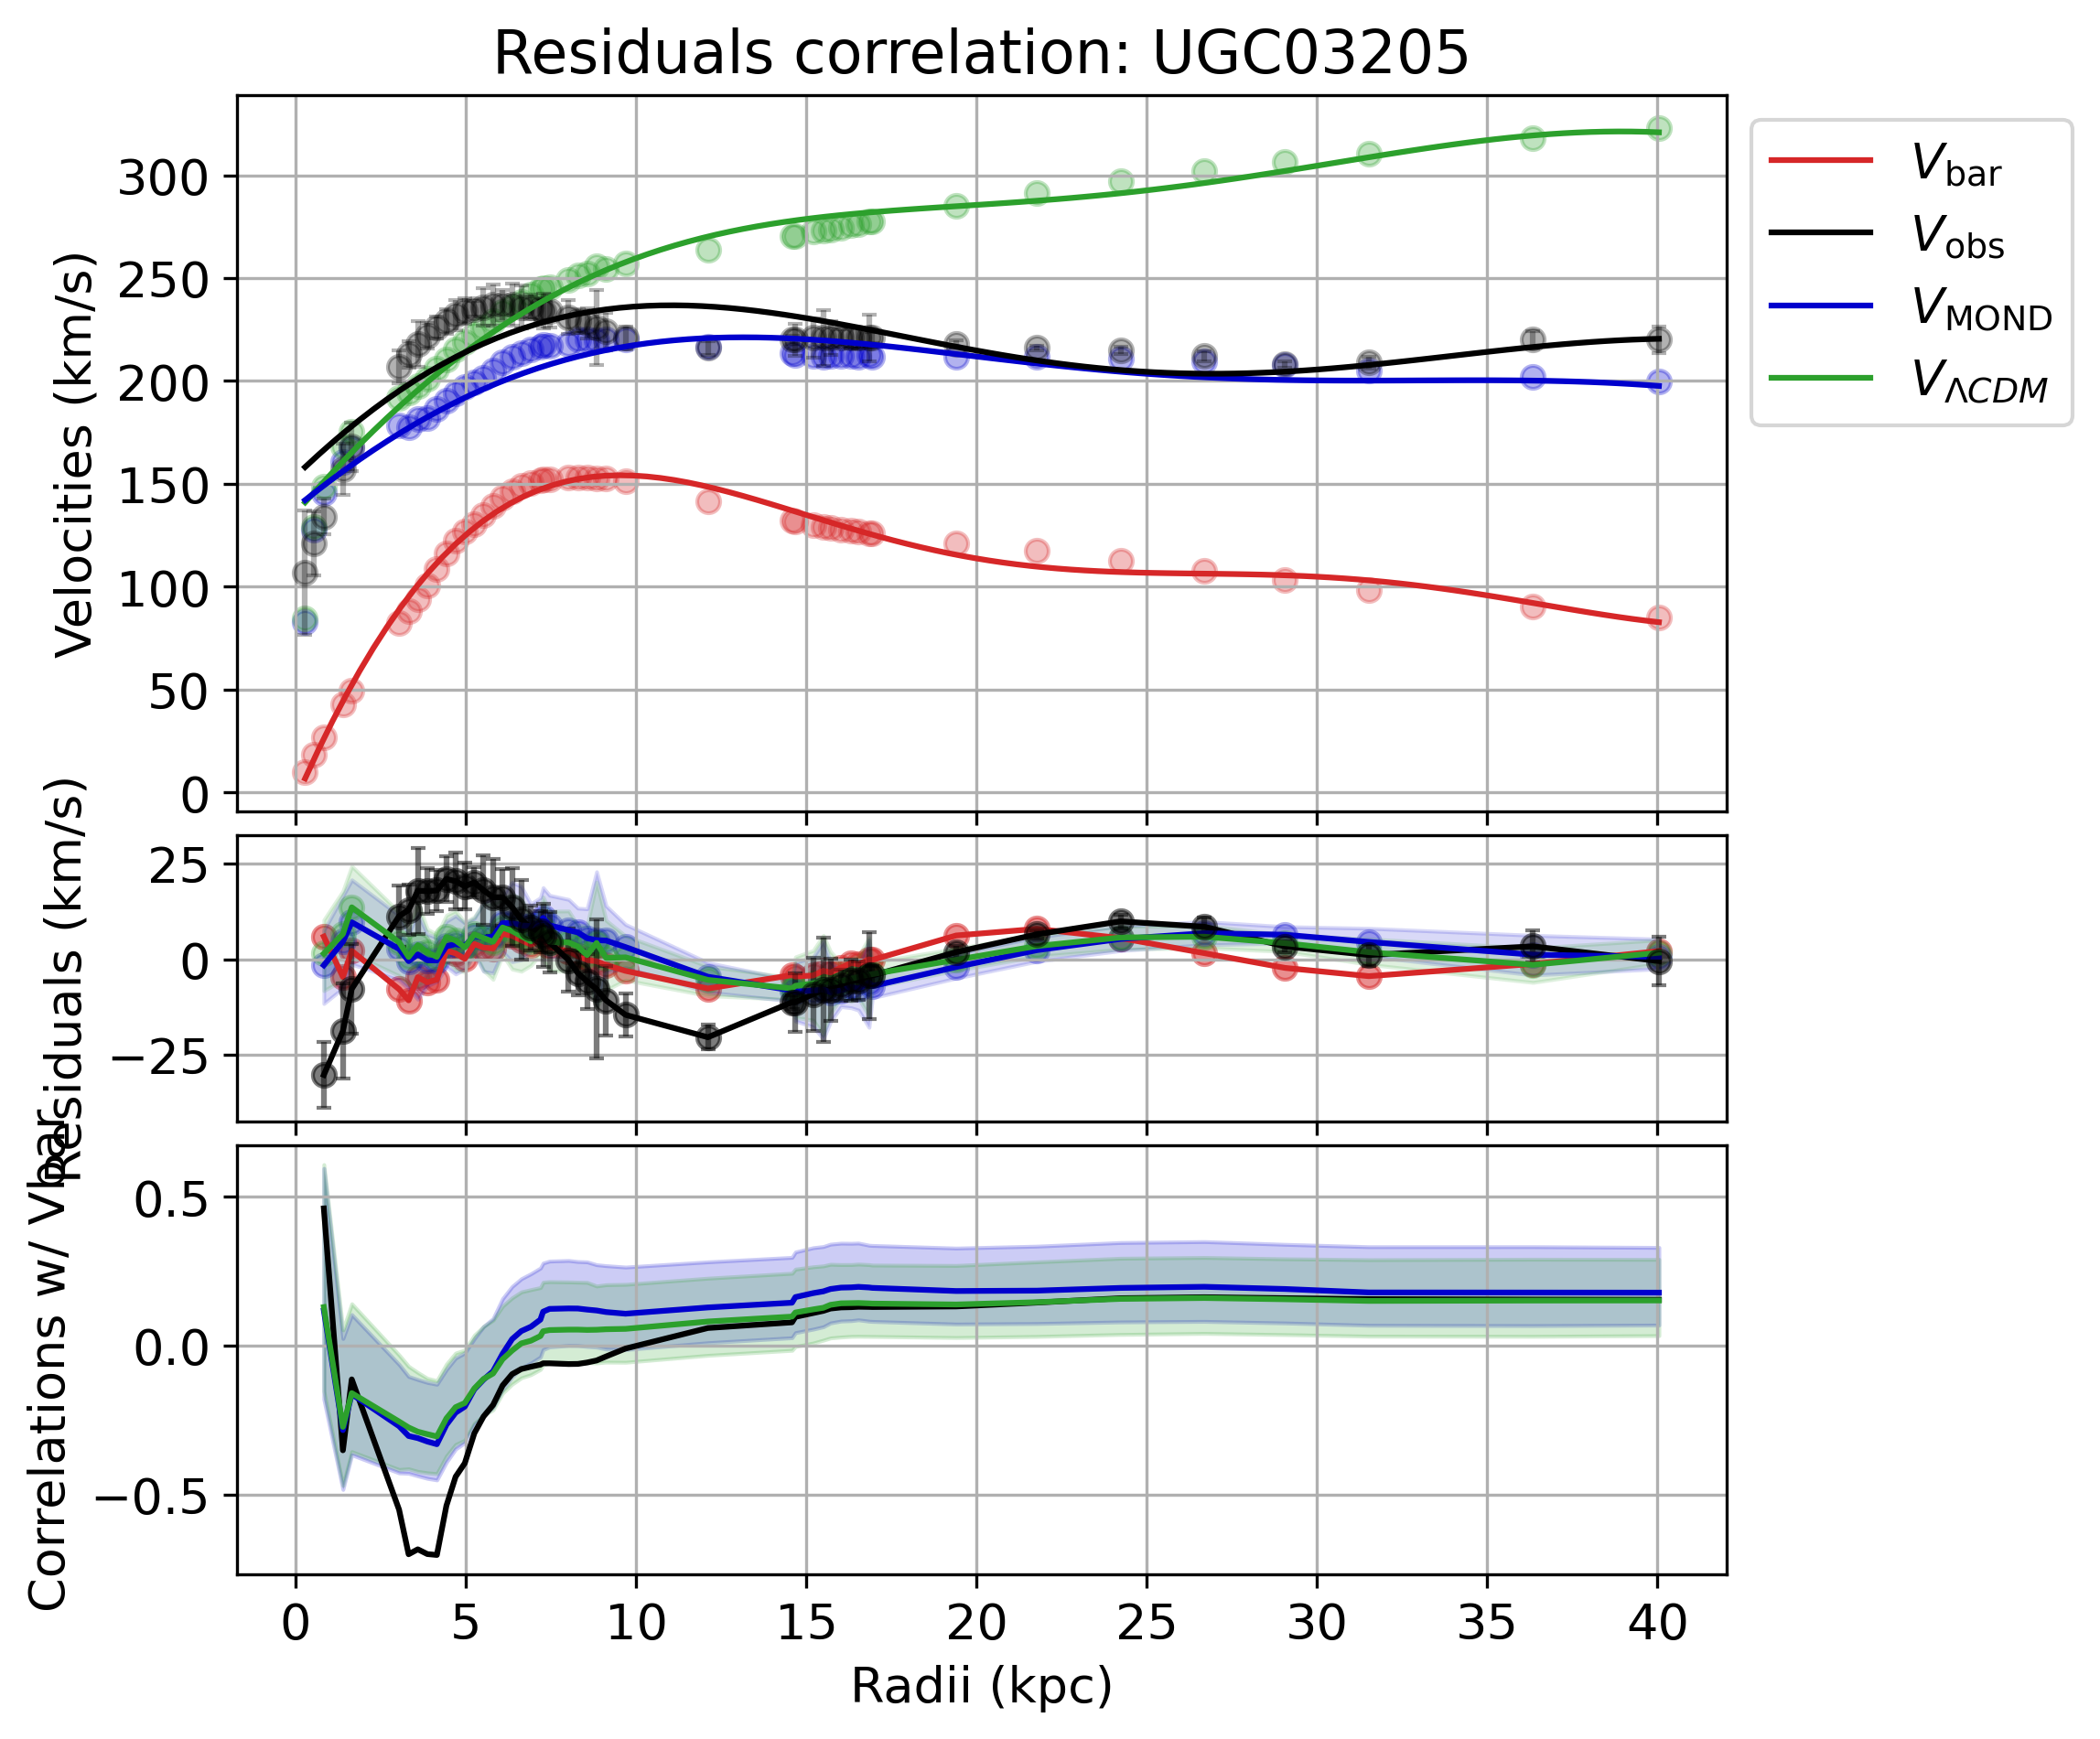 Residuals correlation: UGC03205
Velocities (km/s)
300
250
200
150
100
50
0
V_bar
V_obs
V_MOND
V_ΛCDM
Residuals (km/s)
25
0
−25
Correlations w/ Vbar
0.5
0.0
−0.5
0 5 10 15 20 25 30 35 40
Radii (kpc)